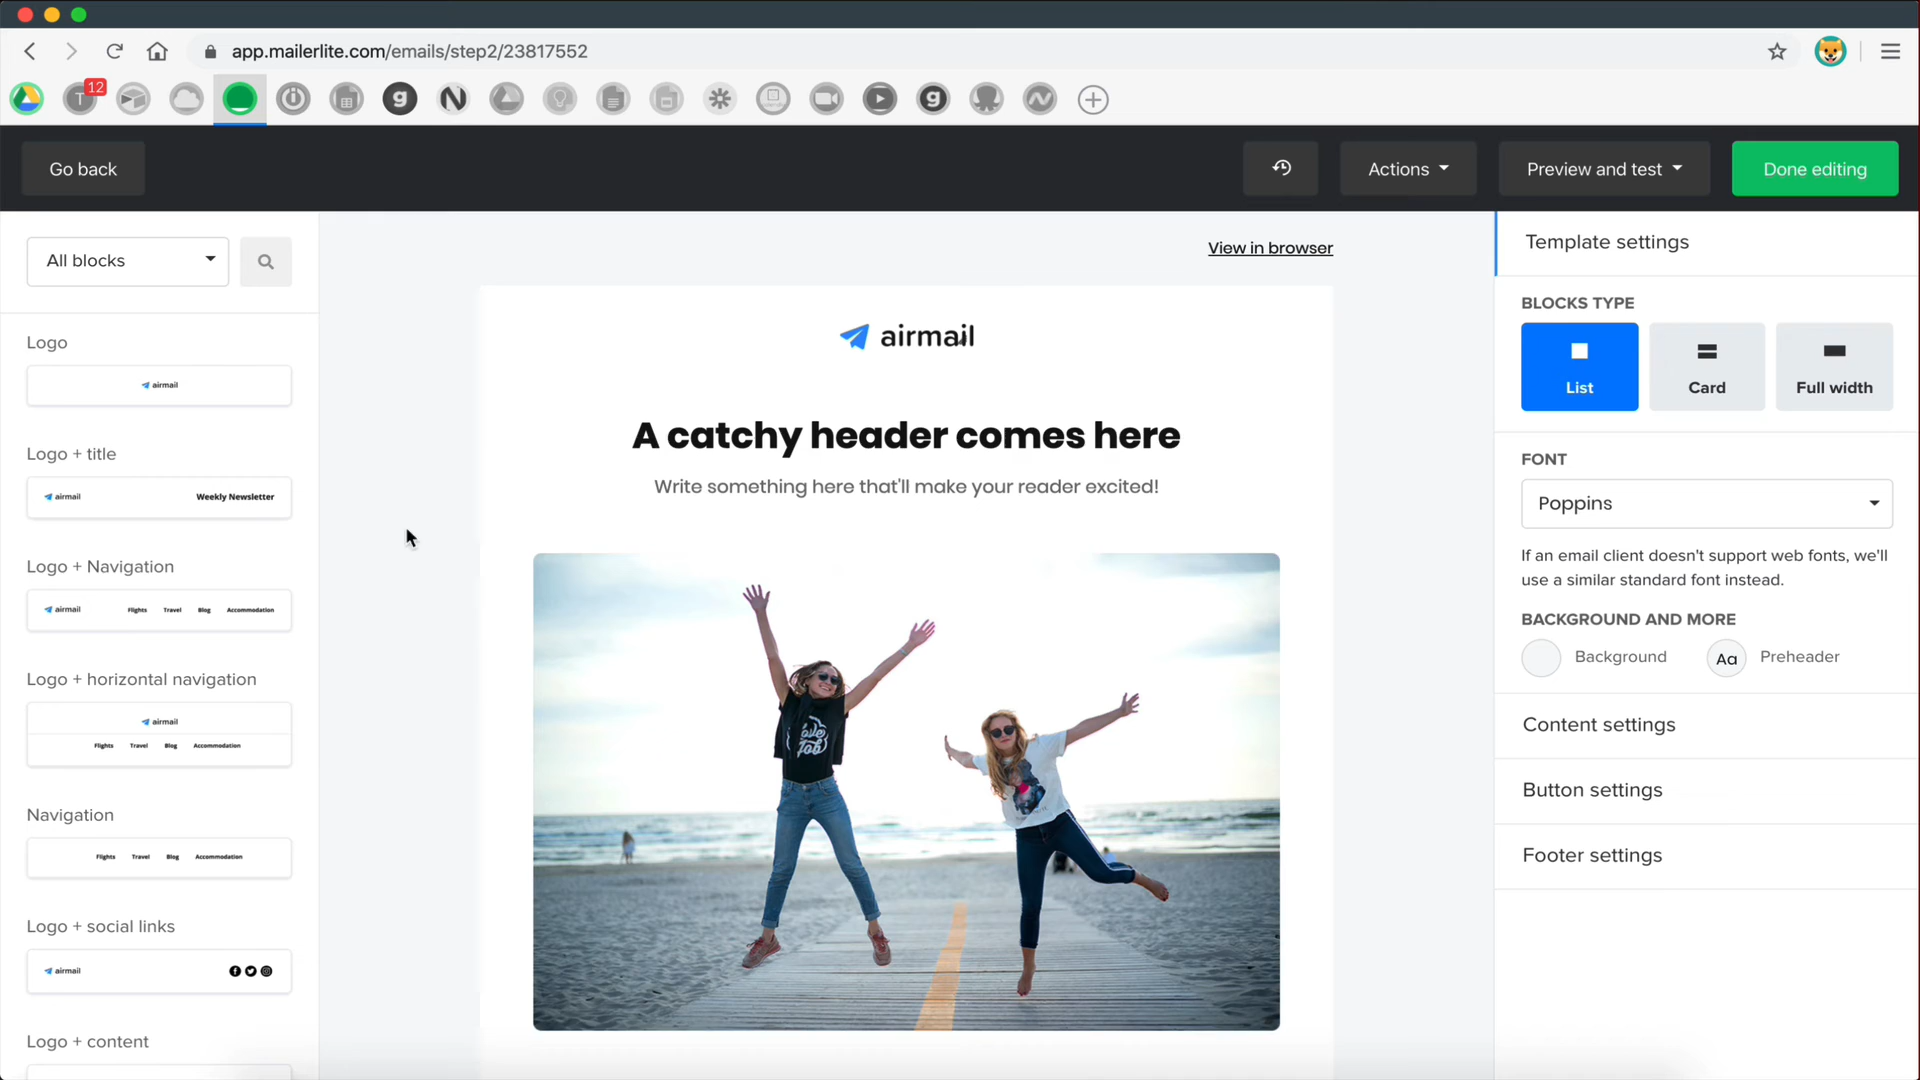 app.mailerlite.com/emails/step2/23817552
T
12
g
N
g
Go back
Actions
Preview and test
Done editing
All blocks
Logo
airmail
Logo + title
airmail
Weekly Newsletter
Logo + Navigation
airmail
Flights
Travel
Blog
Accommodation
Logo + horizontal navigation
airmail
Flights
Travel
Blog
Accommodation
Navigation
Flights
Travel
Blog
Accommodation
Logo + social links
airmail
Logo + content
View in browser
airmail
A catchy header comes here
Write something here that'll make your reader excited!
Love
Job
Template settings
BLOCKS TYPE
List
Card
Full width
FONT
Poppins
If an email client doesn't support web fonts, we'll
use a similar standard font instead.
BACKGROUND AND MORE
Background
Aa
Preheader
Content settings
Button settings
Footer settings